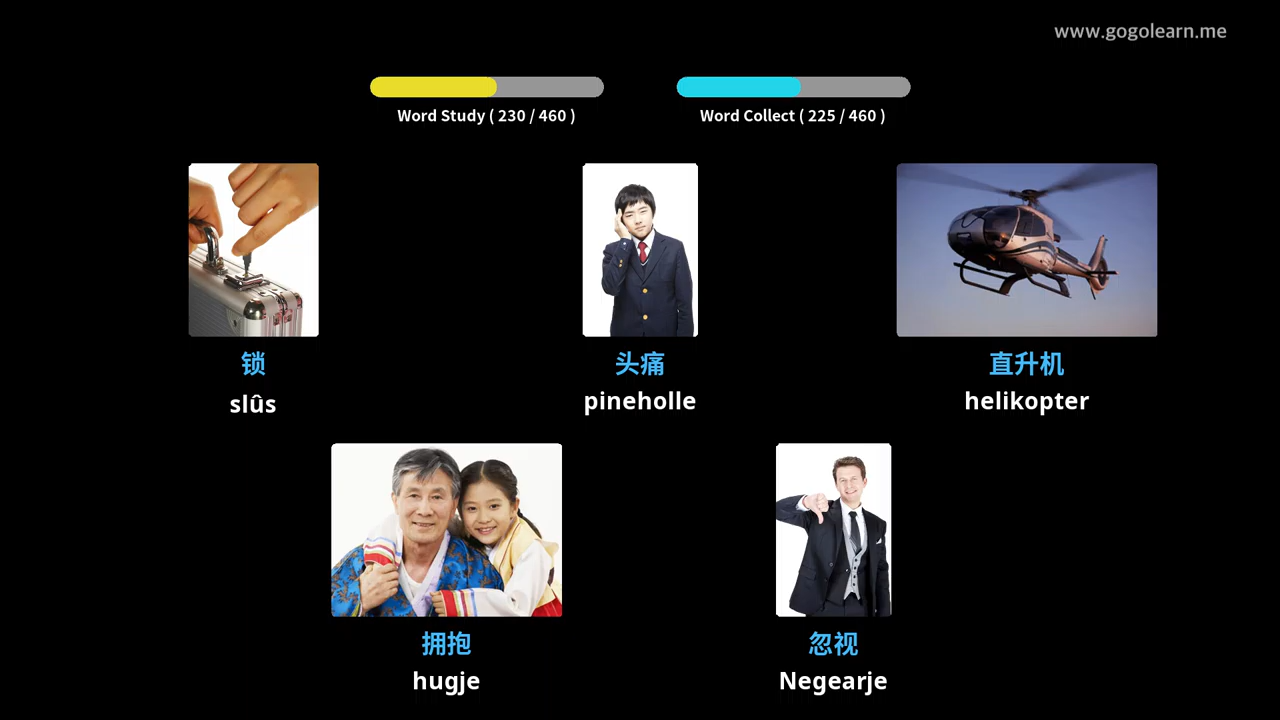 www.gogolearn.me
Word Study ( 230 / 460 )
Word Collect ( 225 / 460 )
锁
slûs
头痛
pineholle
直升机
helikopter
拥抱
hugje
忽视
Negearje